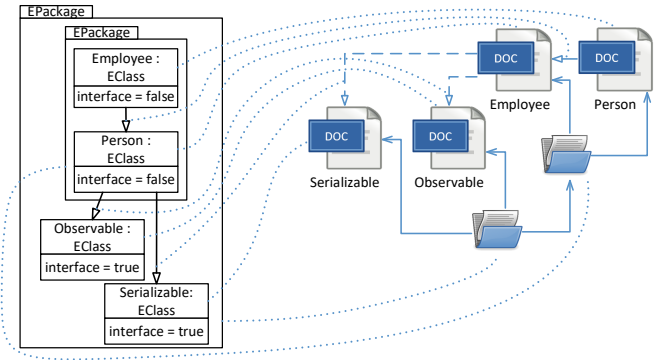 EPackage
EPackage
Employee :
EClass
interface = false
Person :
EClass
interface = false
Observable :
EClass
interface = true
Serializable:
EClass
interface = true
DOC
Employee
DOC
Person
DOC
Serializable
DOC
Observable